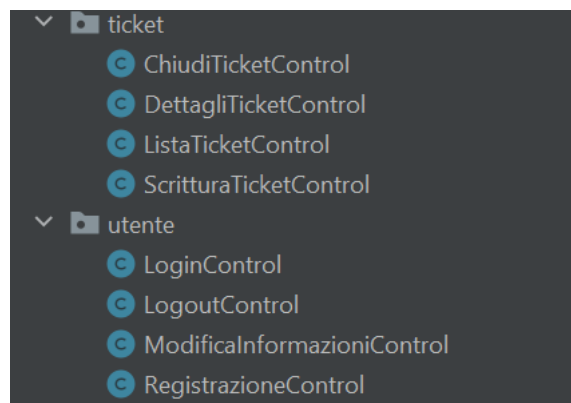 ticket
C ChiudiTicketControl
C DettagliTicketControl
C ListaTicketControl
C ScritturaTicketControl
utente
C LoginControl
C LogoutControl
C ModificaInformazioniControl
C RegistrazioneControl